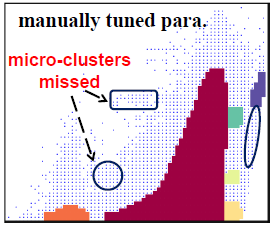 manually tuned para.
micro-clusters
missed